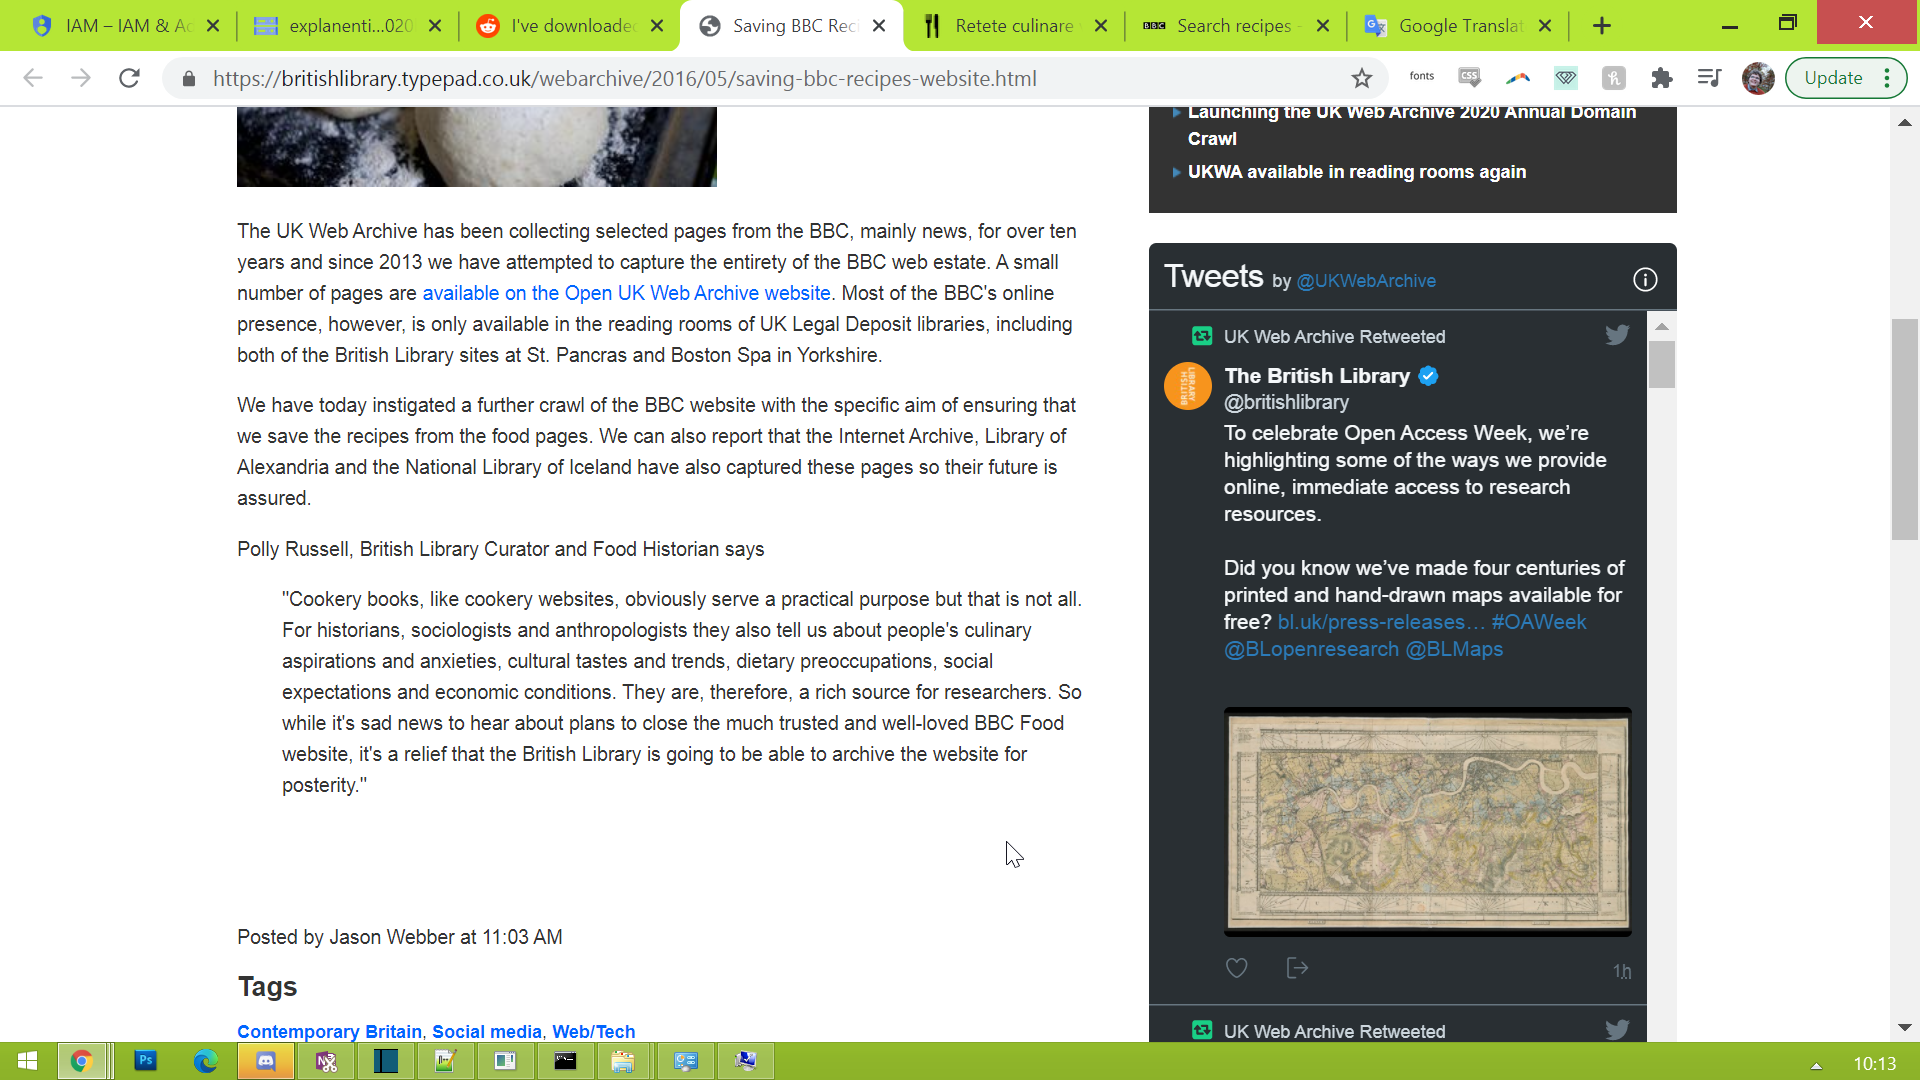 IAM – IAM & Ad
explanenti...020
I've downloaded
Saving BBC Reci
Retete culinare
BBC
Search recipes -
Google Translat
https://britishlibrary.typepad.co.uk/webarchive/2016/05/saving-bbc-recipes-website.html
fonts
CSS
Update
Launching the UK Web Archive 2020 Annual Domain
Crawl
UKWA available in reading rooms again
The UK Web Archive has been collecting selected pages from the BBC, mainly news, for over ten
years and since 2013 we have attempted to capture the entirety of the BBC web estate. A small
number of pages are available on the Open UK Web Archive website. Most of the BBC's online
presence, however, is only available in the reading rooms of UK Legal Deposit libraries, including
both of the British Library sites at St. Pancras and Boston Spa in Yorkshire.
We have today instigated a further crawl of the BBC website with the specific aim of ensuring that
we save the recipes from the food pages. We can also report that the Internet Archive, Library of
Alexandria and the National Library of Iceland have also captured these pages so their future is
assured.
Polly Russell, British Library Curator and Food Historian says
"Cookery books, like cookery websites, obviously serve a practical purpose but that is not all.
For historians, sociologists and anthropologists they also tell us about people's culinary
aspirations and anxieties, cultural tastes and trends, dietary preoccupations, social
expectations and economic conditions. They are, therefore, a rich source for researchers. So
while it's sad news to hear about plans to close the much trusted and well-loved BBC Food
website, it's a relief that the British Library is going to be able to archive the website for
posterity."
Posted by Jason Webber at 11:03 AM
Tags
Contemporary Britain, Social media, Web/Tech
Tweets by @UKWebArchive
UK Web Archive Retweeted
LIBRARY
BRITISH
The British Library
@britishlibrary
To celebrate Open Access Week, we're
highlighting some of the ways we provide
online, immediate access to research
resources.
Did you know we've made four centuries of
printed and hand-drawn maps available for
free? bl.uk/press-releases… #OAWeek
@BLopenresearch @BLMaps
1h
UK Web Archive Retweeted
Ps
10:13